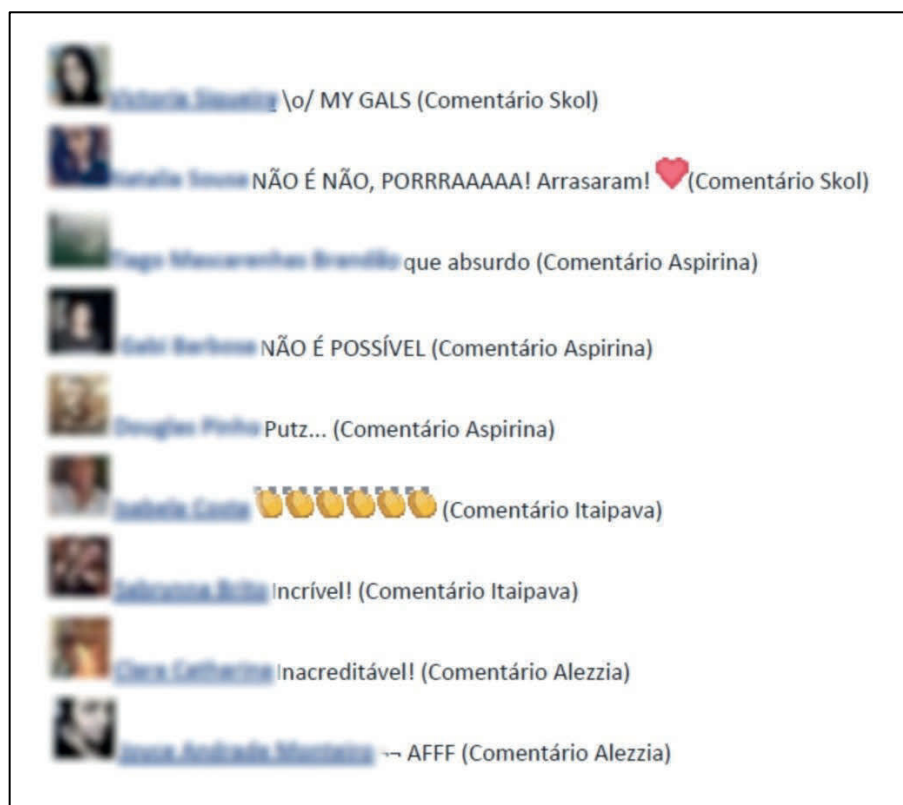 \o/ MY GALS (Comentário Skol)
NÃO É NÃO, PORRRAAAAA! Arrasaram! (Comentário Skol)
que absurdo (Comentário Aspirina)
NÃO É POSSÍVEL (Comentário Aspirina)
Putz... (Comentário Aspirina)
(Comentário Itaipava)
Incrível! (Comentário Itaipava)
Inacreditável! (Comentário Alezzia)
¬¬ AFFF (Comentário Alezzia)